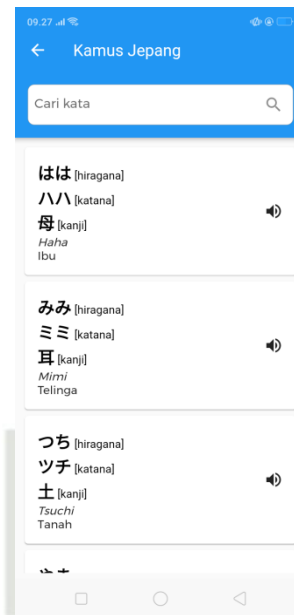 09.27
Kamus Jepang
Cari kata
はは [hiragana]
ハハ [katana]
母 [kanji]
Haha
Ibu
みみ [hiragana]
ミミ [katana]
耳 [kanji]
Mimi
Telinga
つち [hiragana]
ツチ [katana]
土 [kanji]
Tsuchi
Tanah